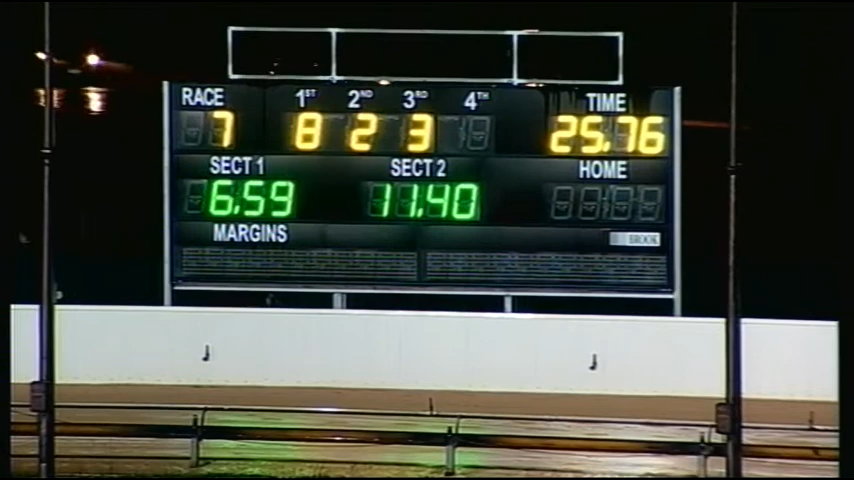 RACE 1ST 2ND 3RD 4TH TIME
7 8 2 3 25.76
SECT 1 SECT 2 HOME
6.59 11.40
MARGINS